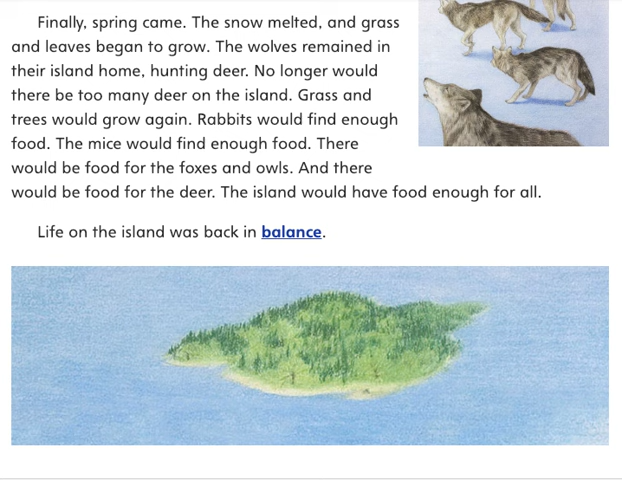 Finally, spring came. The snow melted, and grass
and leaves began to grow. The wolves remained in
their island home, hunting deer. No longer would
there be too many deer on the island. Grass and
trees would grow again. Rabbits would find enough
food. The mice would find enough food. There
would be food for the foxes and owls. And there
would be food for the deer. The island would have food enough for all.
Life on the island was back in balance.